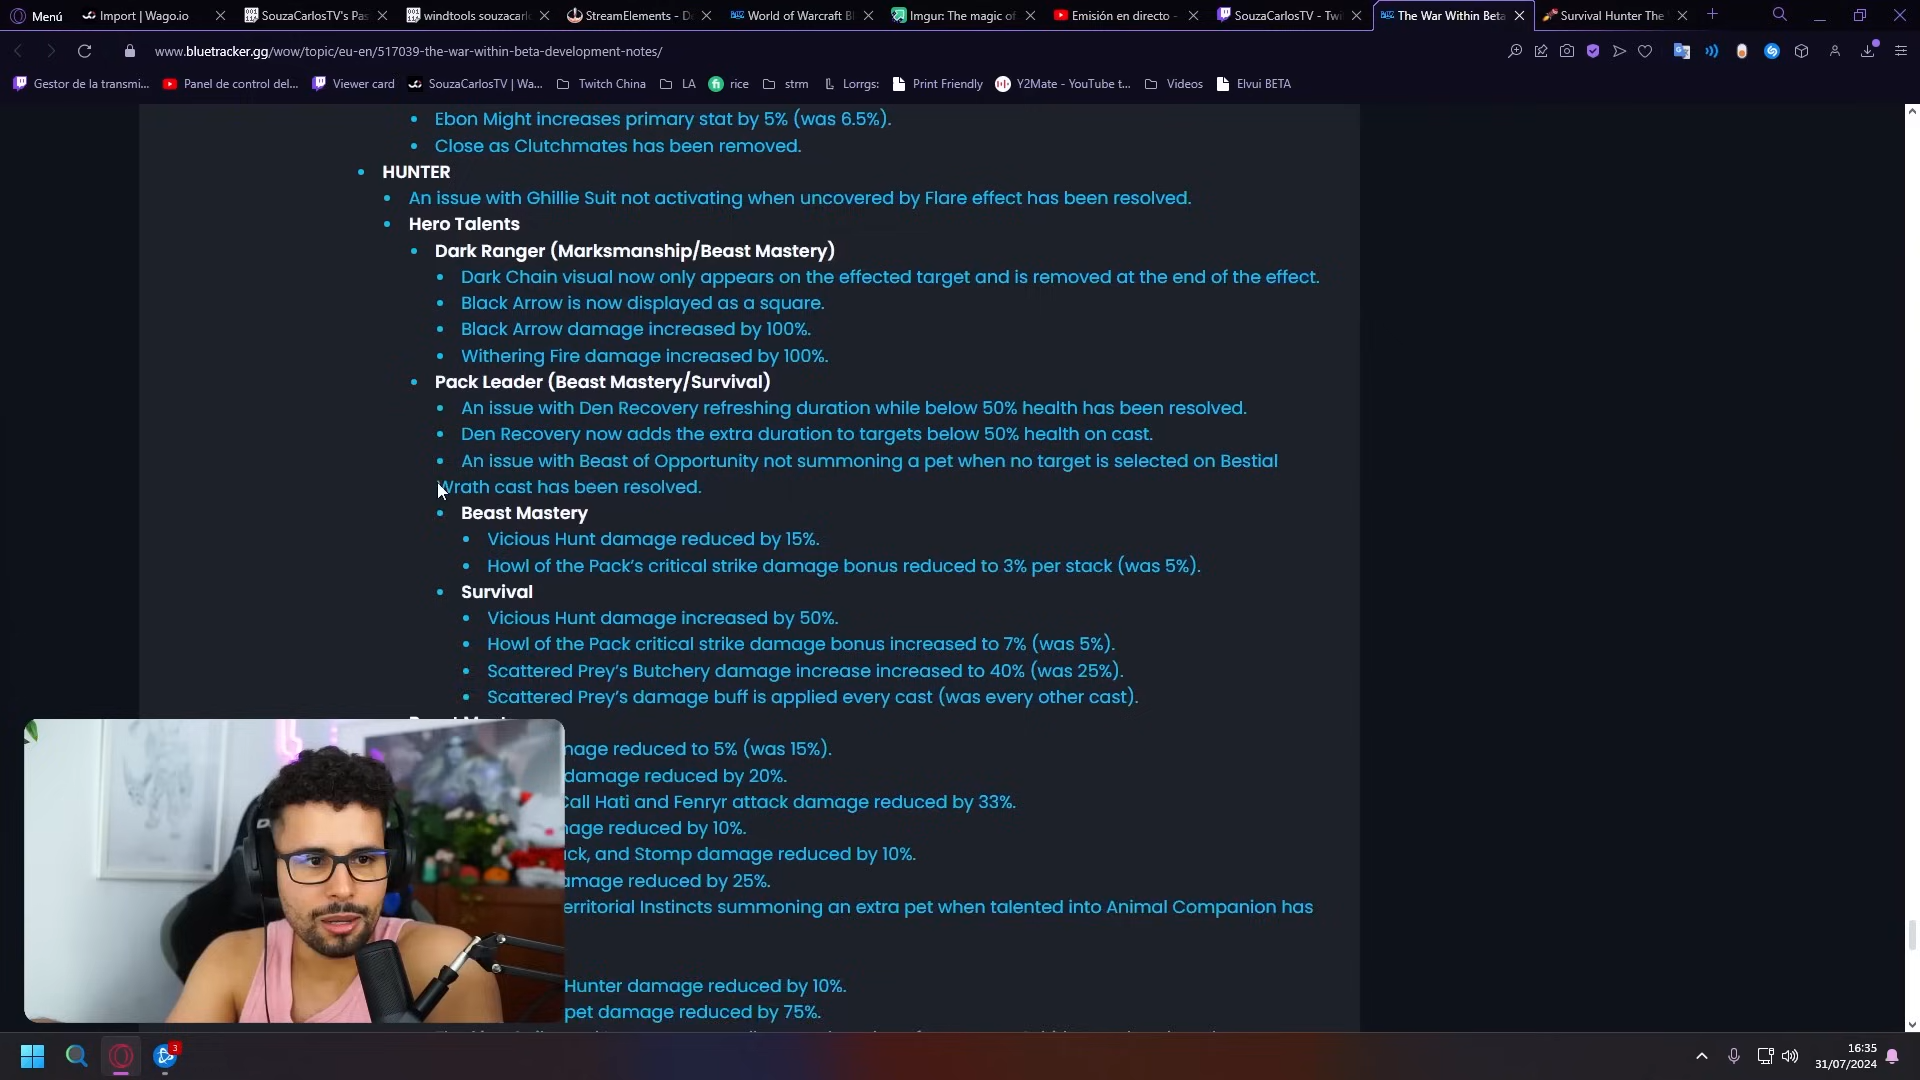 Menú
Import | Wago.io
SouzaCarlosTV's Pas
windtools souzacarl
StreamElements - D
World of Warcraft Bl
Imgur: The magic of
Emisión en directo -
SouzaCarlosTV - Twi
The War Within Beta
Survival Hunter The
www.bluetracker.gg/wow/topic/eu-en/517039-the-war-within-beta-development-notes/
Gestor de la transmi...
Panel de control del...
Viewer card
SouzaCarlosTV | Wa...
Twitch China
LA
rice
strm
Lorrgs:
Print Friendly
Y2Mate - YouTube t...
Videos
Elvui BETA
Ebon Might increases primary stat by 5% (was 6.5%).
Close as Clutchmates has been removed.
HUNTER
An issue with Ghillie Suit not activating when uncovered by Flare effect has been resolved.
Hero Talents
Dark Ranger (Marksmanship/Beast Mastery)
Dark Chain visual now only appears on the effected target and is removed at the end of the effect.
Black Arrow is now displayed as a square.
Black Arrow damage increased by 100%.
Withering Fire damage increased by 100%.
Pack Leader (Beast Mastery/Survival)
An issue with Den Recovery refreshing duration while below 50% health has been resolved.
Den Recovery now adds the extra duration to targets below 50% health on cast.
An issue with Beast of Opportunity not summoning a pet when no target is selected on Bestial
Wrath cast has been resolved.
Beast Mastery
Vicious Hunt damage reduced by 15%.
Howl of the Pack's critical strike damage bonus reduced to 3% per stack (was 5%).
Survival
Vicious Hunt damage increased by 50%.
Howl of the Pack critical strike damage bonus increased to 7% (was 5%).
Scattered Prey's Butchery damage increase increased to 40% (was 25%).
Scattered Prey's damage buff is applied every cast (was every other cast).
mage reduced to 5% (was 15%).
damage reduced by 20%.
Call Hati and Fenryr attack damage reduced by 33%.
mage reduced by 10%.
ck, and Stomp damage reduced by 10%.
amage reduced by 25%.
erritorial Instincts summoning an extra pet when talented into Animal Companion has
Hunter damage reduced by 10%.
pet damage reduced by 75%.
3
16:35
31/07/2024